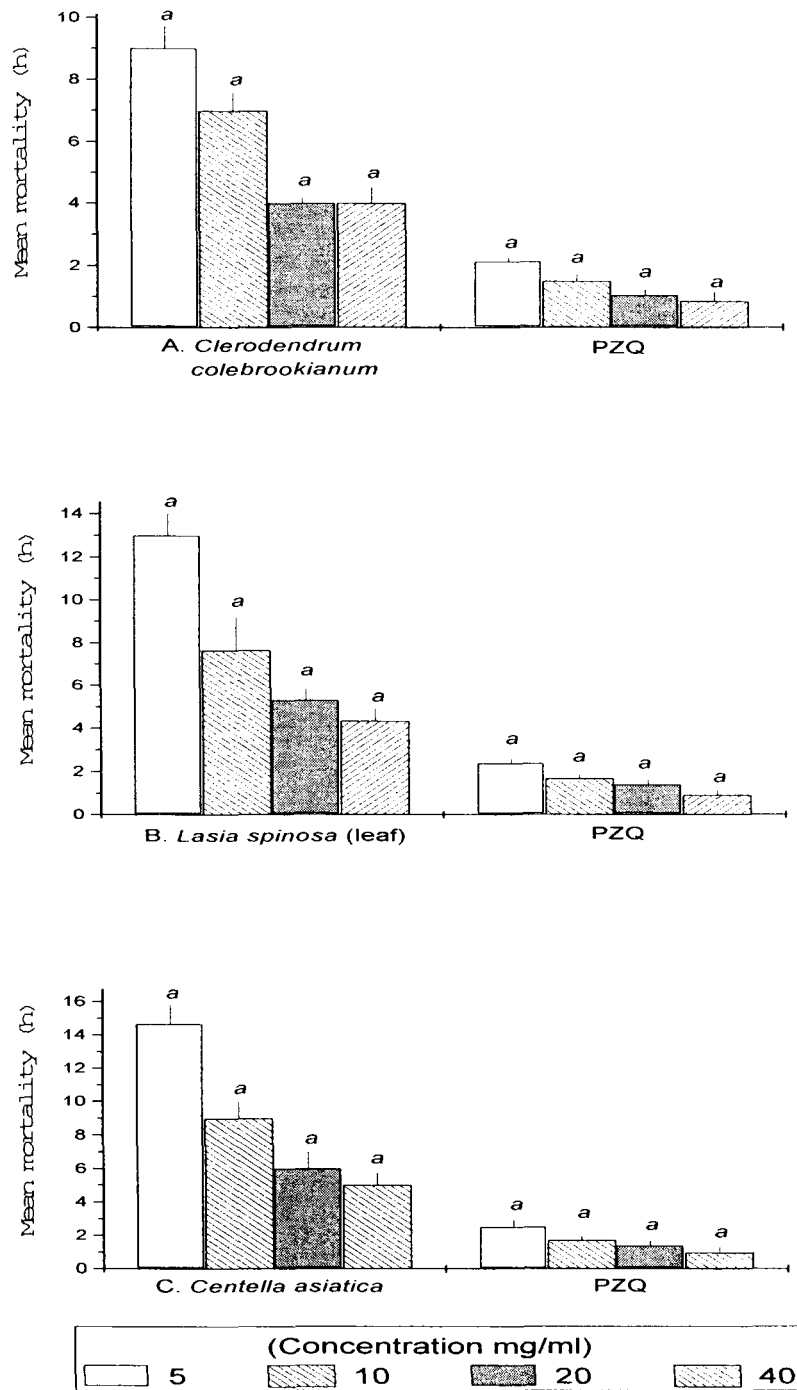 10
a
a
8
6
a
a
4
a
a
2
a
a
0
Mean mortality (h)
A. Clerodendrum
colebrookianum
PZQ
a
14
12
10
a
8
a
6
a
4
a
a
2
a
a
0
Mean mortality (h)
B. Lasia spinosa (leaf)
PZQ
16
a
14
12
10
a
8
a
6
a
4
a
a
2
a
a
0
Mean mortality (h)
C. Centella asiatica
PZQ
(Concentration mg/ml)
5 10 20 40